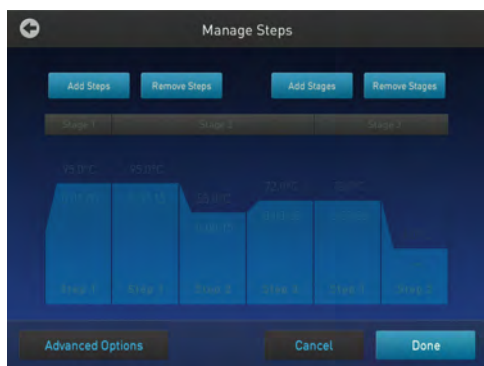 Manage Steps
Add Steps Remove Steps Add Stages Remove Stages
Stage 1 Stage 2 Stage 3
95.0°C 95.0°C
55.0°C 72.0°C
Step 1 Step 1 Step 2 Step 3 Step 1 Step 2
Advanced Options Cancel Done